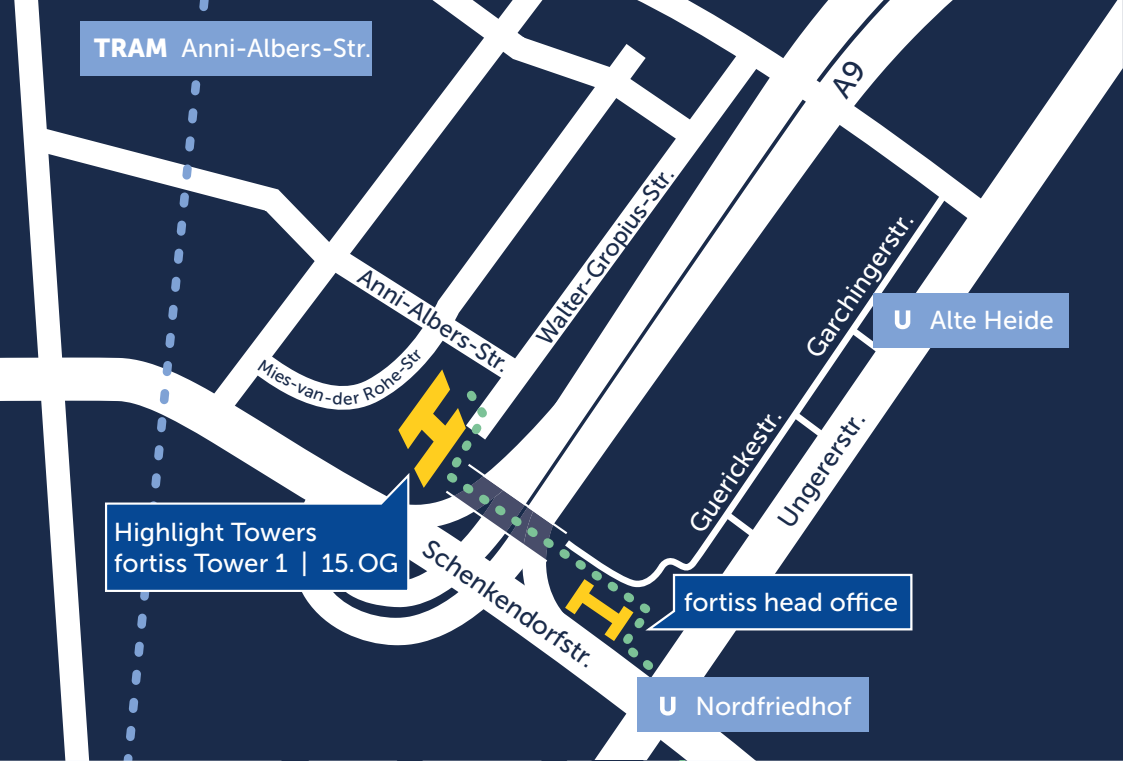 TRAM Anni-Albers-Str.
A9
Walter-Gropius-Str.
Garchingerstr.
Anni-Albers-Str.
U Alte Heide
Mies-van-der Rohe-Str
Guerickestr.
Ungererstr.
Highlight Towers
fortiss Tower 1 | 15.OG
Schenkendorfstr.
fortiss head office
U Nordfriedhof